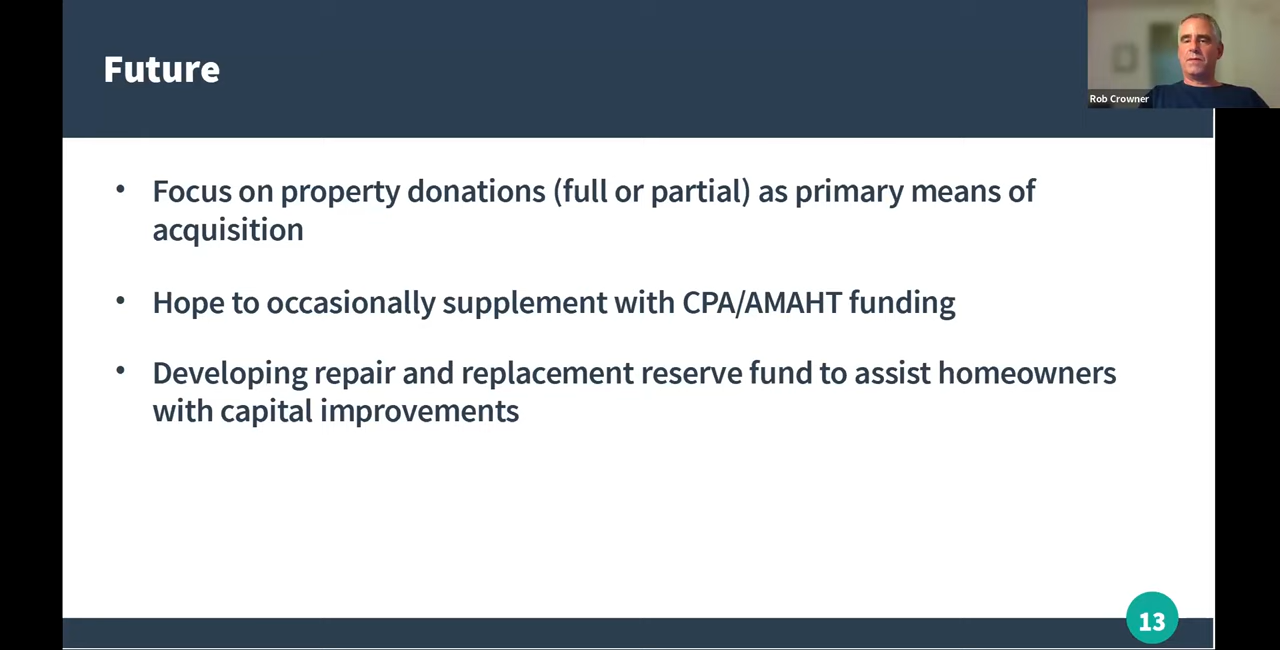 Future
Rob Crowner
• Focus on property donations (full or partial) as primary means of
acquisition
• Hope to occasionally supplement with CPA/AMAHT funding
• Developing repair and replacement reserve fund to assist homeowners
with capital improvements
13